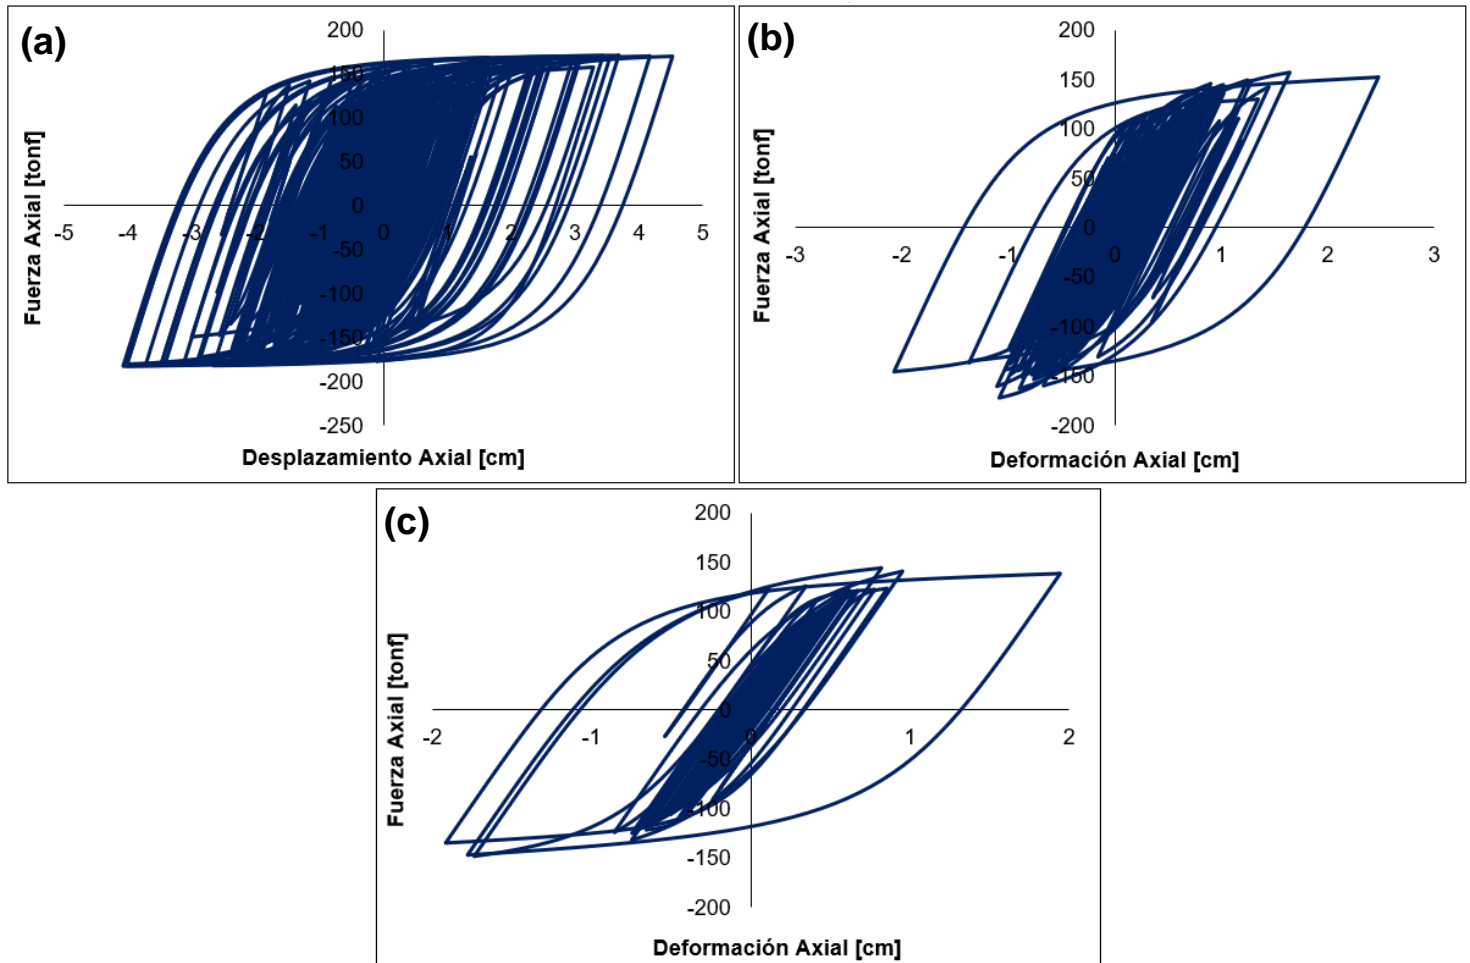 (a)
200
150
100
50
0
-5 -4 -3 -2 -1 0 1 2 3 4 5
-50
-100
-150
-200
-250
Fuerza Axial [tonf]
Desplazamiento Axial [cm]
(b)
200
150
100
50
0
-3 -2 -1 0 1 2 3
-50
-100
-150
-200
Fuerza Axial [tonf]
Deformación Axial [cm]
(c)
200
150
100
50
0
-2 -1 0 1 2
-50
-100
-150
-200
Fuerza Axial [tonf]
Deformación Axial [cm]